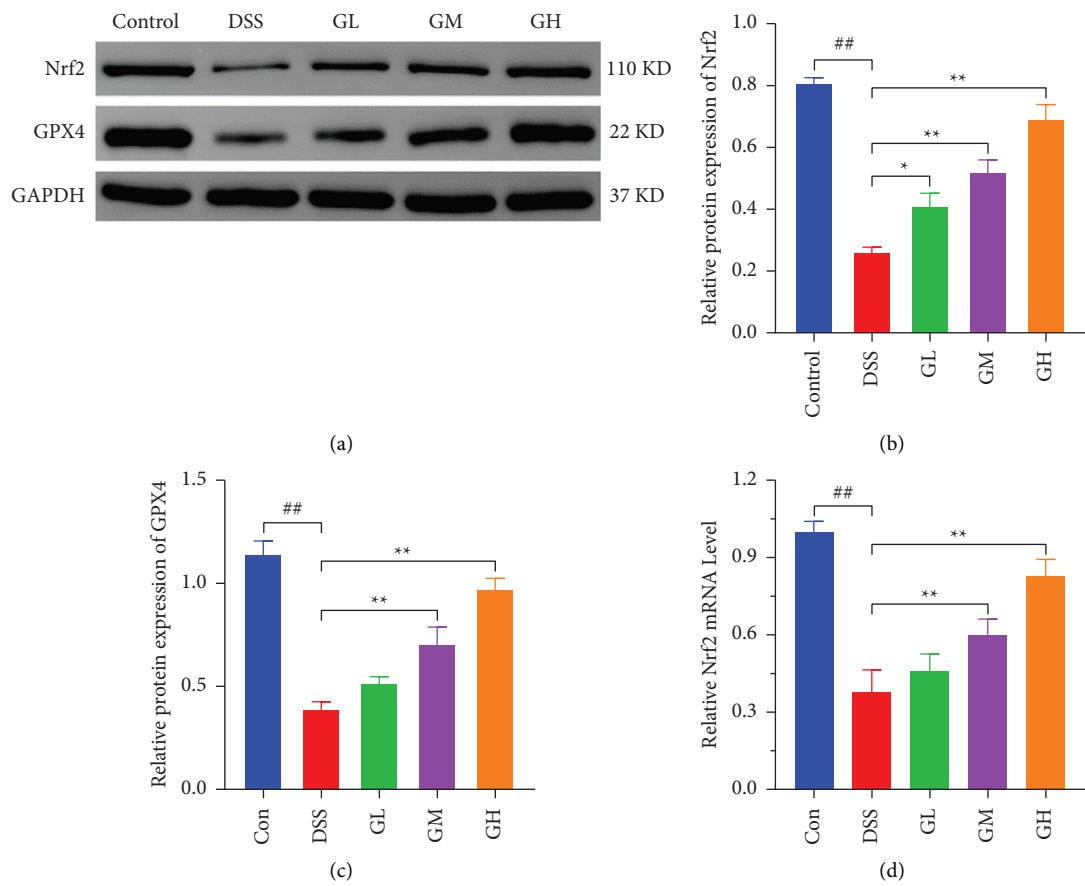 Control DSS GL GM GH
Nrf2 110 KD
GPX4 22 KD
GAPDH 37 KD
(a)
Relative protein expression of Nrf2
1.0
0.8
0.6
0.4
0.2
0.0
##
**
**
*
Control DSS GL GM GH
(b)
Relative protein expression of GPX4
1.5
1.0
0.5
0.0
##
**
**
Con DSS GL GM GH
(c)
Relative Nrf2 mRNA Level
1.2
0.9
0.6
0.3
0.0
##
**
**
Con DSS GL GM GH
(d)